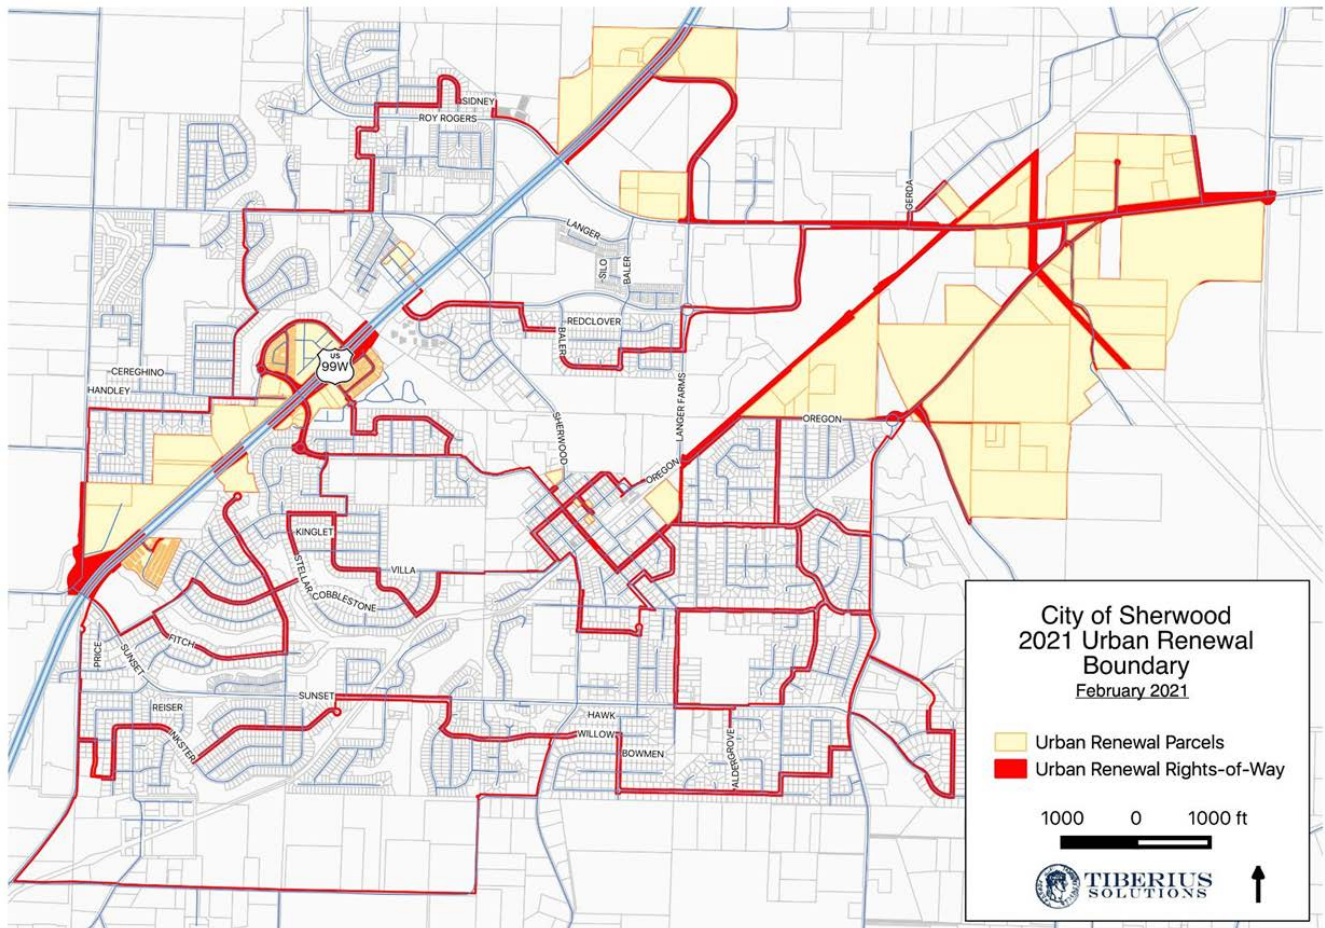 SIDNEY
ROY ROGERS
GERDA
LANGER
SILO
BALER
REDCLOVER
BALER
US
99W
CEREGHINO
HANDLEY
LANGER FARMS
SHERWOOD
OREGON
OREGON
KINGLET
VILLA
STELLAR
COBBLESTONE
FITCH
PRICE
SUNSET
SUNSET
REISER
INKSTER
HAWK
WILLOW
BOWMEN
ALDERGROVE
City of Sherwood
2021 Urban Renewal
Boundary
February 2021
Urban Renewal Parcels
Urban Renewal Rights-of-Way
1000 0 1000 ft
TIBERIUS
SOLUTIONS